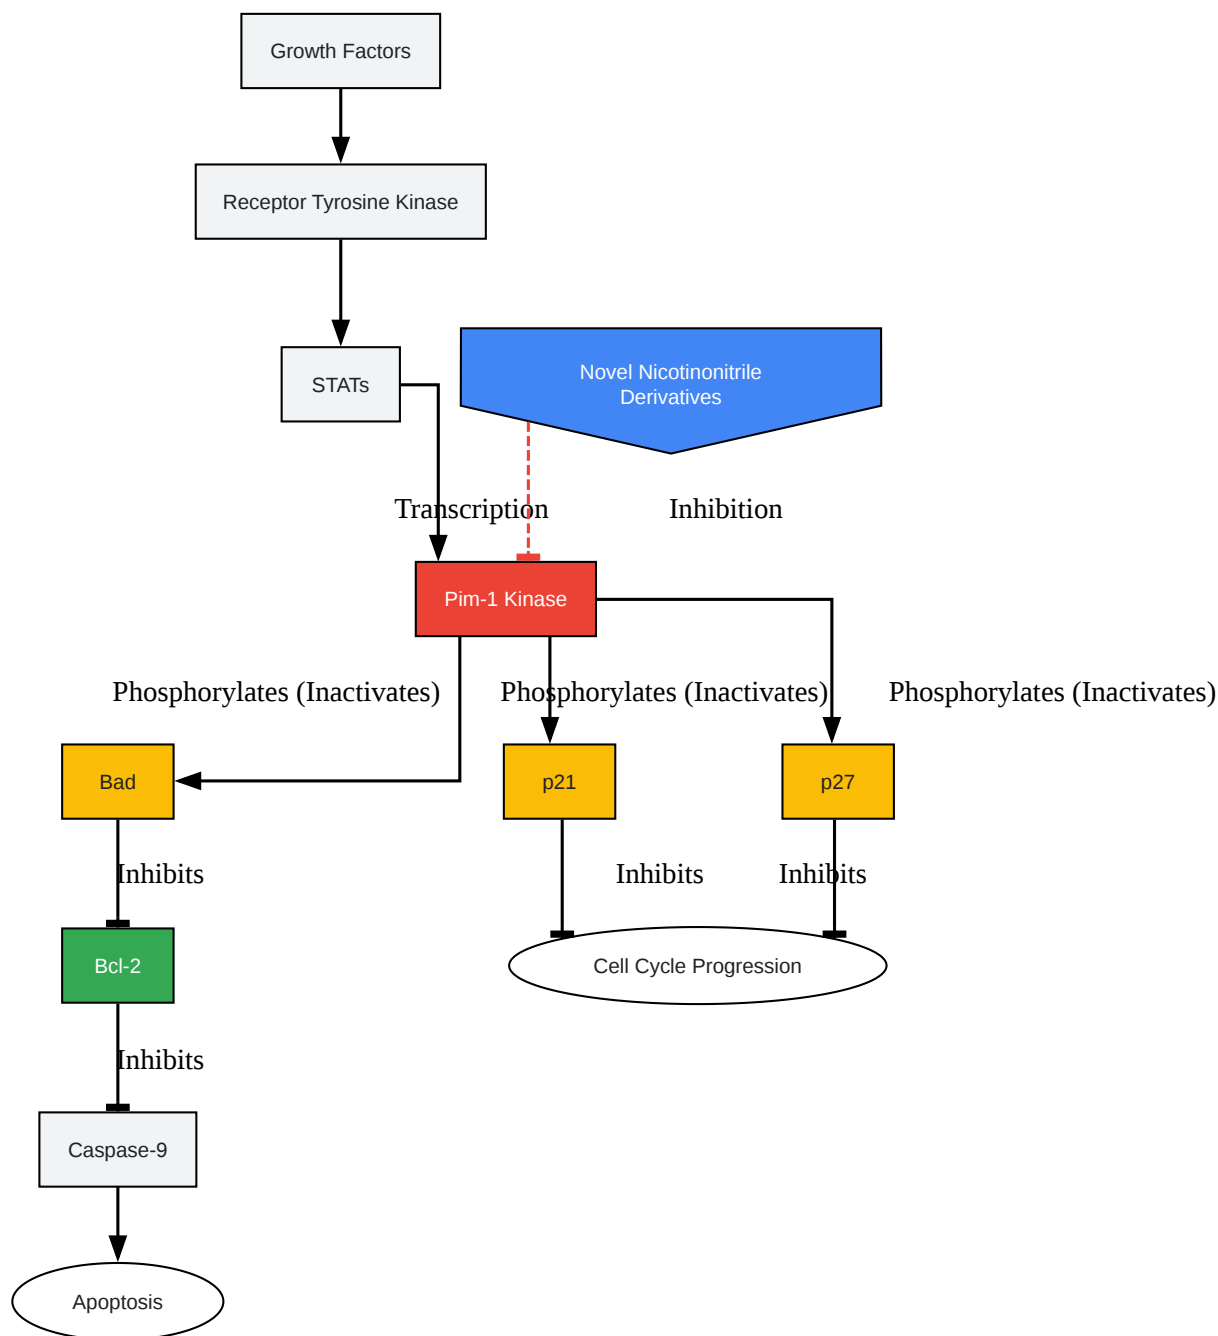 Growth Factors
Receptor Tyrosine Kinase
STATs
Novel Nicotinonitrile
Derivatives
Transcription
Inhibition
Pim-1 Kinase
Phosphorylates (Inactivates)
Phosphorylates (Inactivates)
Phosphorylates (Inactivates)
Bad
p21
p27
Inhibits
Inhibits
Inhibits
Bcl-2
Cell Cycle Progression
Inhibits
Caspase-9
Apoptosis